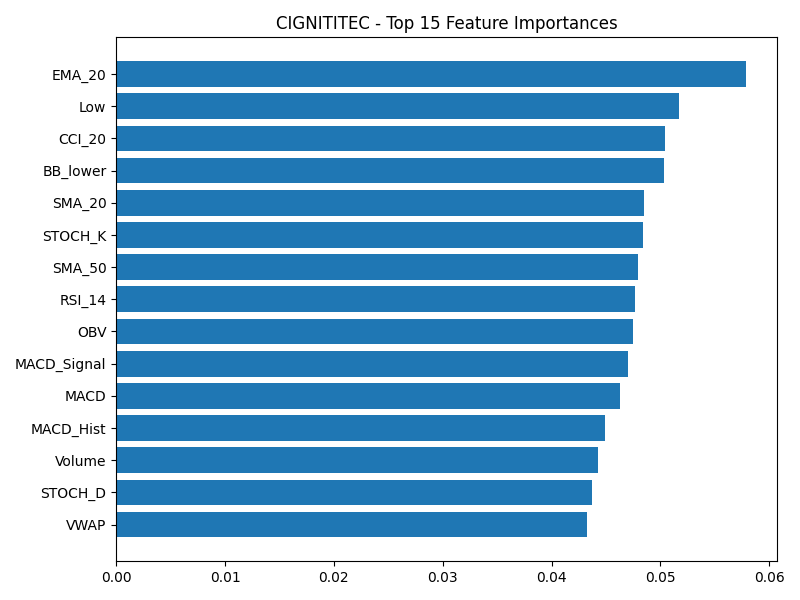 CIGNITITEC - Top 15 Feature Importances
EMA_20
Low
CCI_20
BB_lower
SMA_20
STOCH_K
SMA_50
RSI_14
OBV
MACD_Signal
MACD
MACD_Hist
Volume
STOCH_D
VWAP
0.00 0.01 0.02 0.03 0.04 0.05 0.06